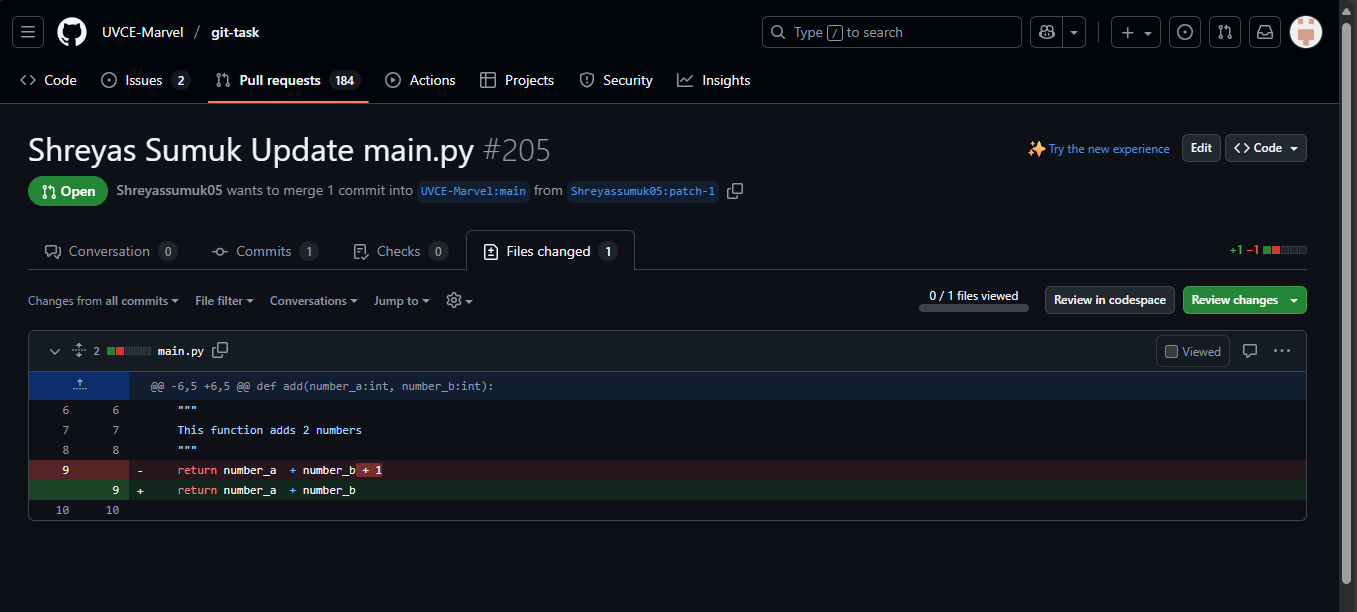 UVCE-Marvel / git-task
Type / to search
Code
Issues 2
Pull requests 184
Actions
Projects
Security
Insights
Shreyas Sumuk Update main.py #205
Try the new experience
Edit
<> Code
Open
Shreyassumuk05 wants to merge 1 commit into UVCE-Marvel:main from Shreyassumuk05:patch-1
Conversation 0
Commits 1
Checks 0
Files changed 1
+1 −1
Changes from all commits
File filter
Conversations
Jump to
0 / 1 files viewed
Review in codespace
Review changes
2 main.py
Viewed
@@ -6,5 +6,5 @@ def add(number_a:int, number_b:int):
6 6 """
7 7 This function adds 2 numbers
8 8 """
9 - return number_a  + number_b + 1
9 + return number_a  + number_b
10 10